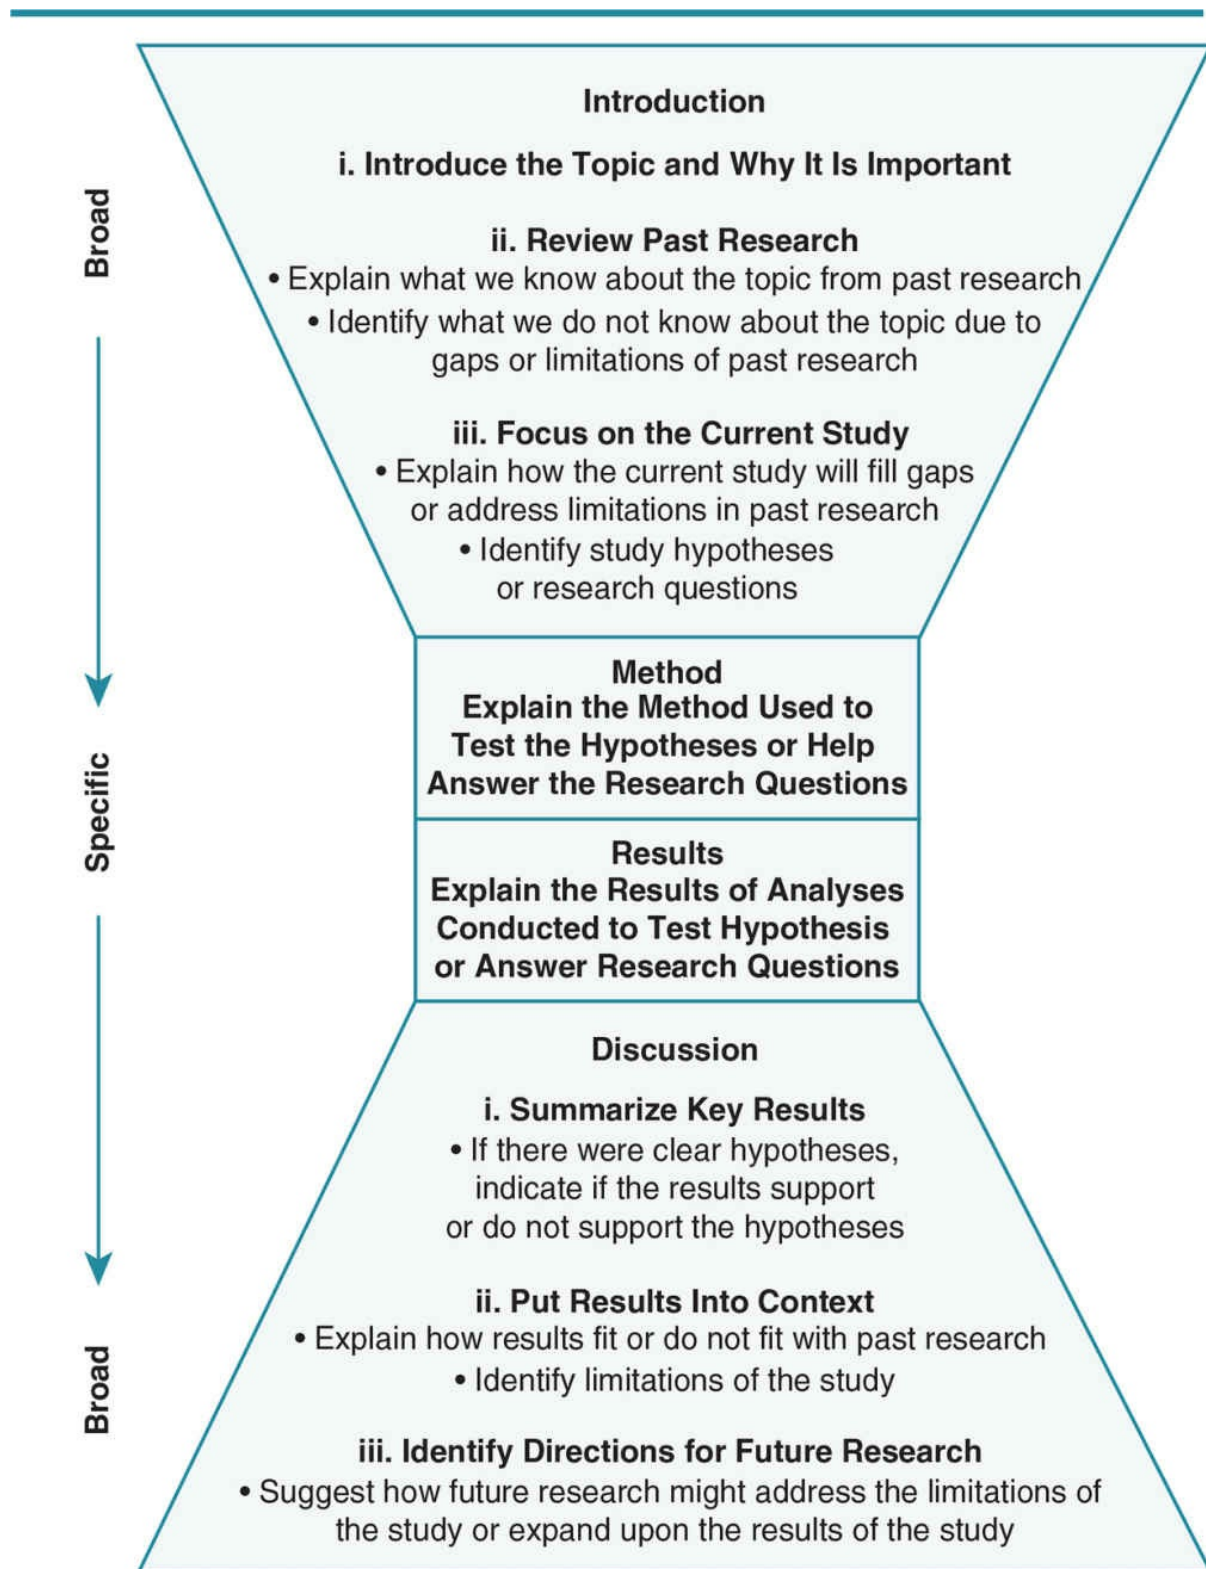 Introduction
i. Introduce the Topic and Why It Is Important
ii. Review Past Research
• Explain what we know about the topic from past research
• Identify what we do not know about the topic due to
gaps or limitations of past research
iii. Focus on the Current Study
• Explain how the current study will fill gaps
or address limitations in past research
• Identify study hypotheses
or research questions
Broad
Method
Explain the Method Used to
Test the Hypotheses or Help
Answer the Research Questions
Specific
Results
Explain the Results of Analyses
Conducted to Test Hypothesis
or Answer Research Questions
Discussion
i. Summarize Key Results
• If there were clear hypotheses,
indicate if the results support
or do not support the hypotheses
ii. Put Results Into Context
• Explain how results fit or do not fit with past research
• Identify limitations of the study
Broad
iii. Identify Directions for Future Research
• Suggest how future research might address the limitations of
the study or expand upon the results of the study